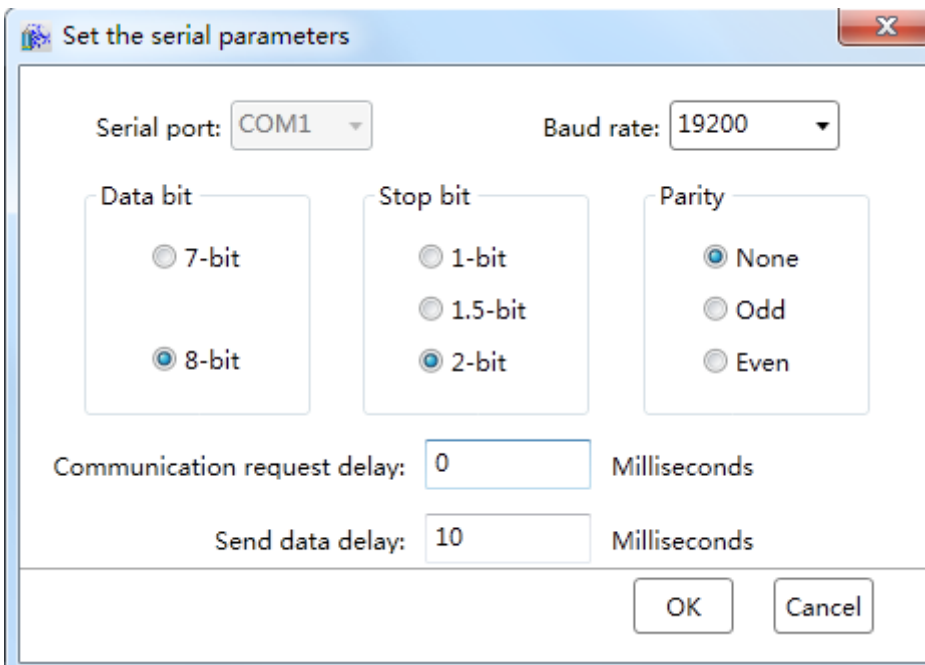 Set the serial parameters
Serial port: COM1 Baud rate: 19200
Data bit Stop bit Parity
7-bit 1-bit None
1.5-bit Odd
8-bit 2-bit Even
Communication request delay: 0 Milliseconds
Send data delay: 10 Milliseconds
OK Cancel